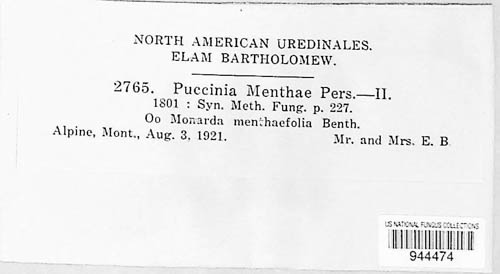 NORTH AMERICAN UREDINALES.
ELAM BARTHOLOMEW.
2765. Puccinia Menthae Pers.—II.
1801 : Syn. Meth. Fung. p. 227.
Oo Monarda menthaefolia Benth.
Alpine, Mont., Aug. 3, 1921. Mr. and Mrs. E. B
US NATIONAL FUNGUS COLLECTIONS
944474